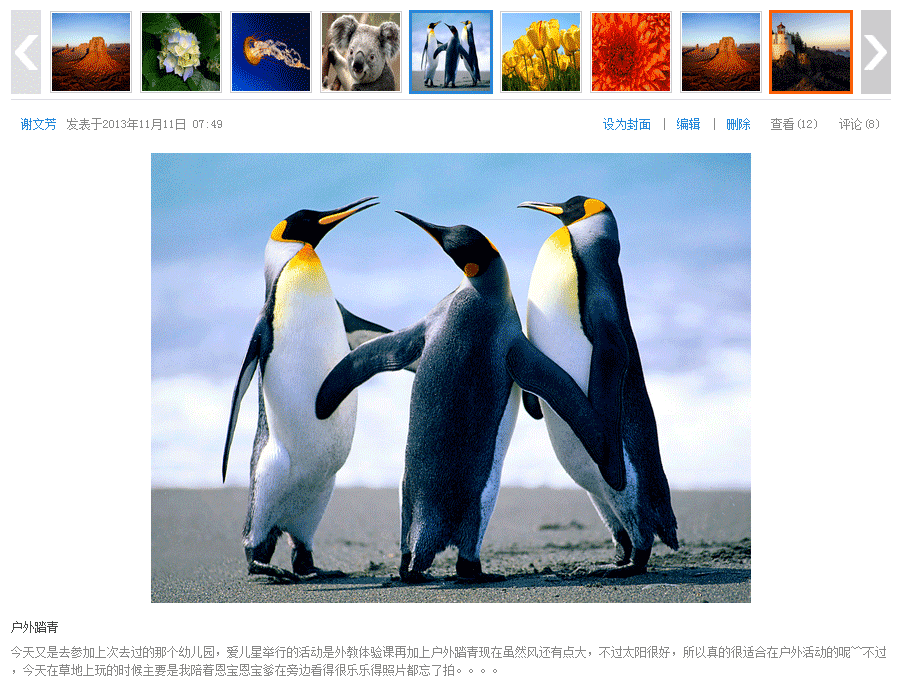 谢文芳 发表于2013年11月11日 07:49 设为封面 | 编辑 | 删除 查看(12) 评论(8)
户外踏青
今天又是去参加上次去过的那个幼儿园，爱儿星举行的活动是外教体验课再加上户外踏青现在虽然风还有点大，不过太阳很好，所以真的很适合在户外活动的呢^^不过
，今天在草地上玩的时候主要是我陪着恩宝恩宝爹在旁边看得很乐乐得照片都忘了拍。。。。